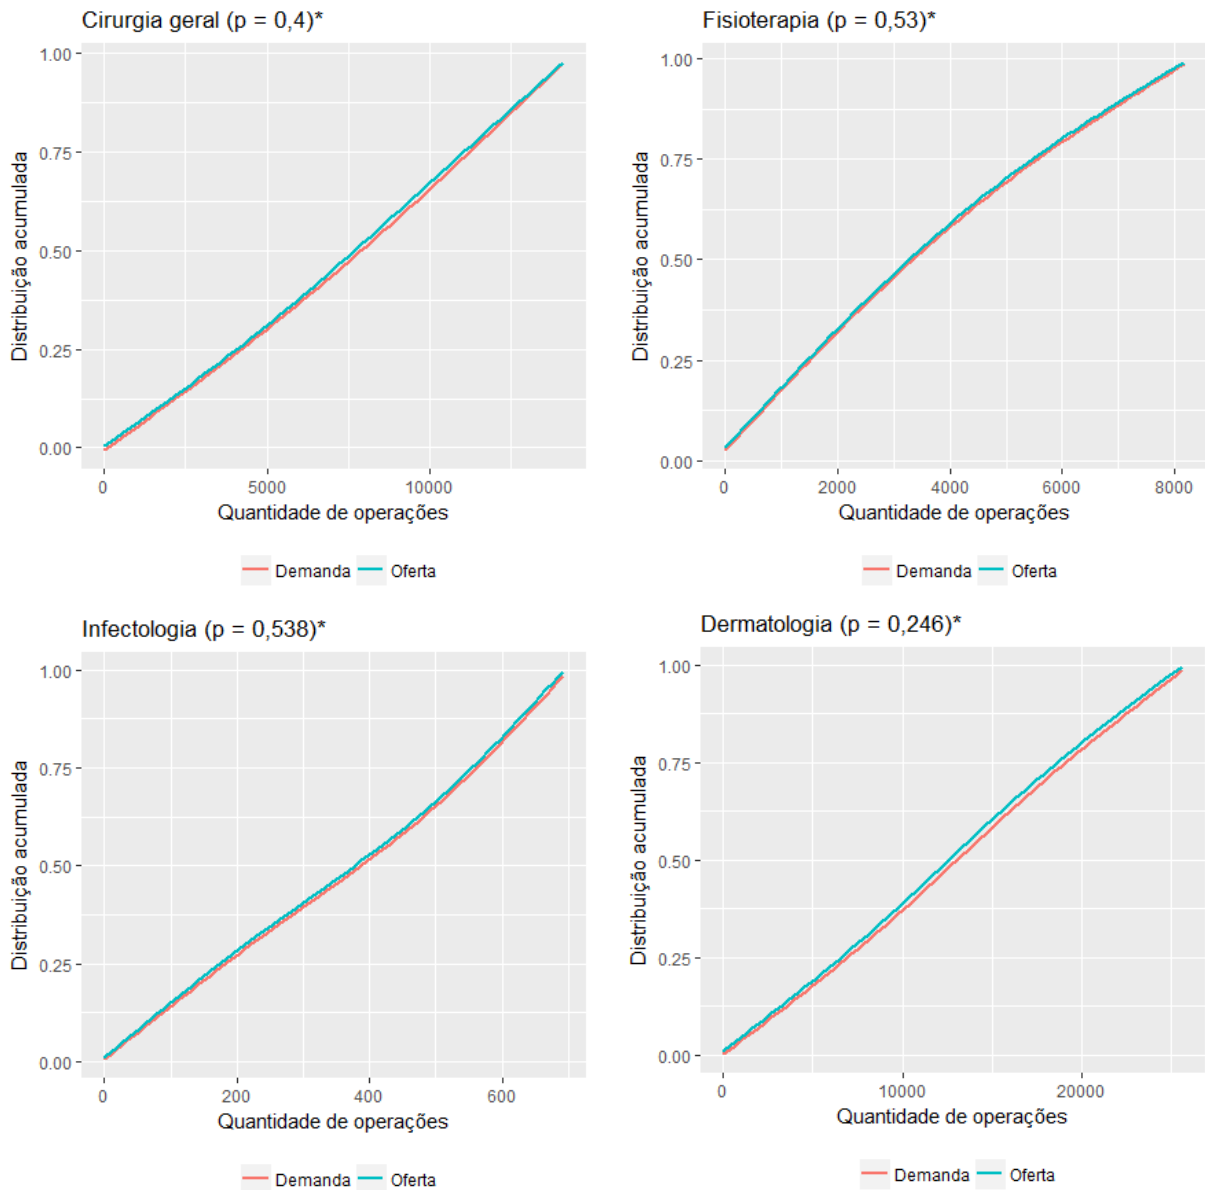 Cirurgia geral (p = 0,4)*
1.00
0.75
0.50
0.25
0.00
Distribuição acumulada
0
5000
10000
Quantidade de operações
Demanda
Oferta
Fisioterapia (p = 0,53)*
1.00
0.75
0.50
0.25
0.00
Distribuição acumulada
0
2000
4000
6000
8000
Quantidade de operações
Demanda
Oferta
Infectologia (p = 0,538)*
1.00
0.75
0.50
0.25
0.00
Distribuição acumulada
0
200
400
600
Quantidade de operações
Demanda
Oferta
Dermatologia (p = 0,246)*
1.00
0.75
0.50
0.25
0.00
Distribuição acumulada
0
10000
20000
Quantidade de operações
Demanda
Oferta